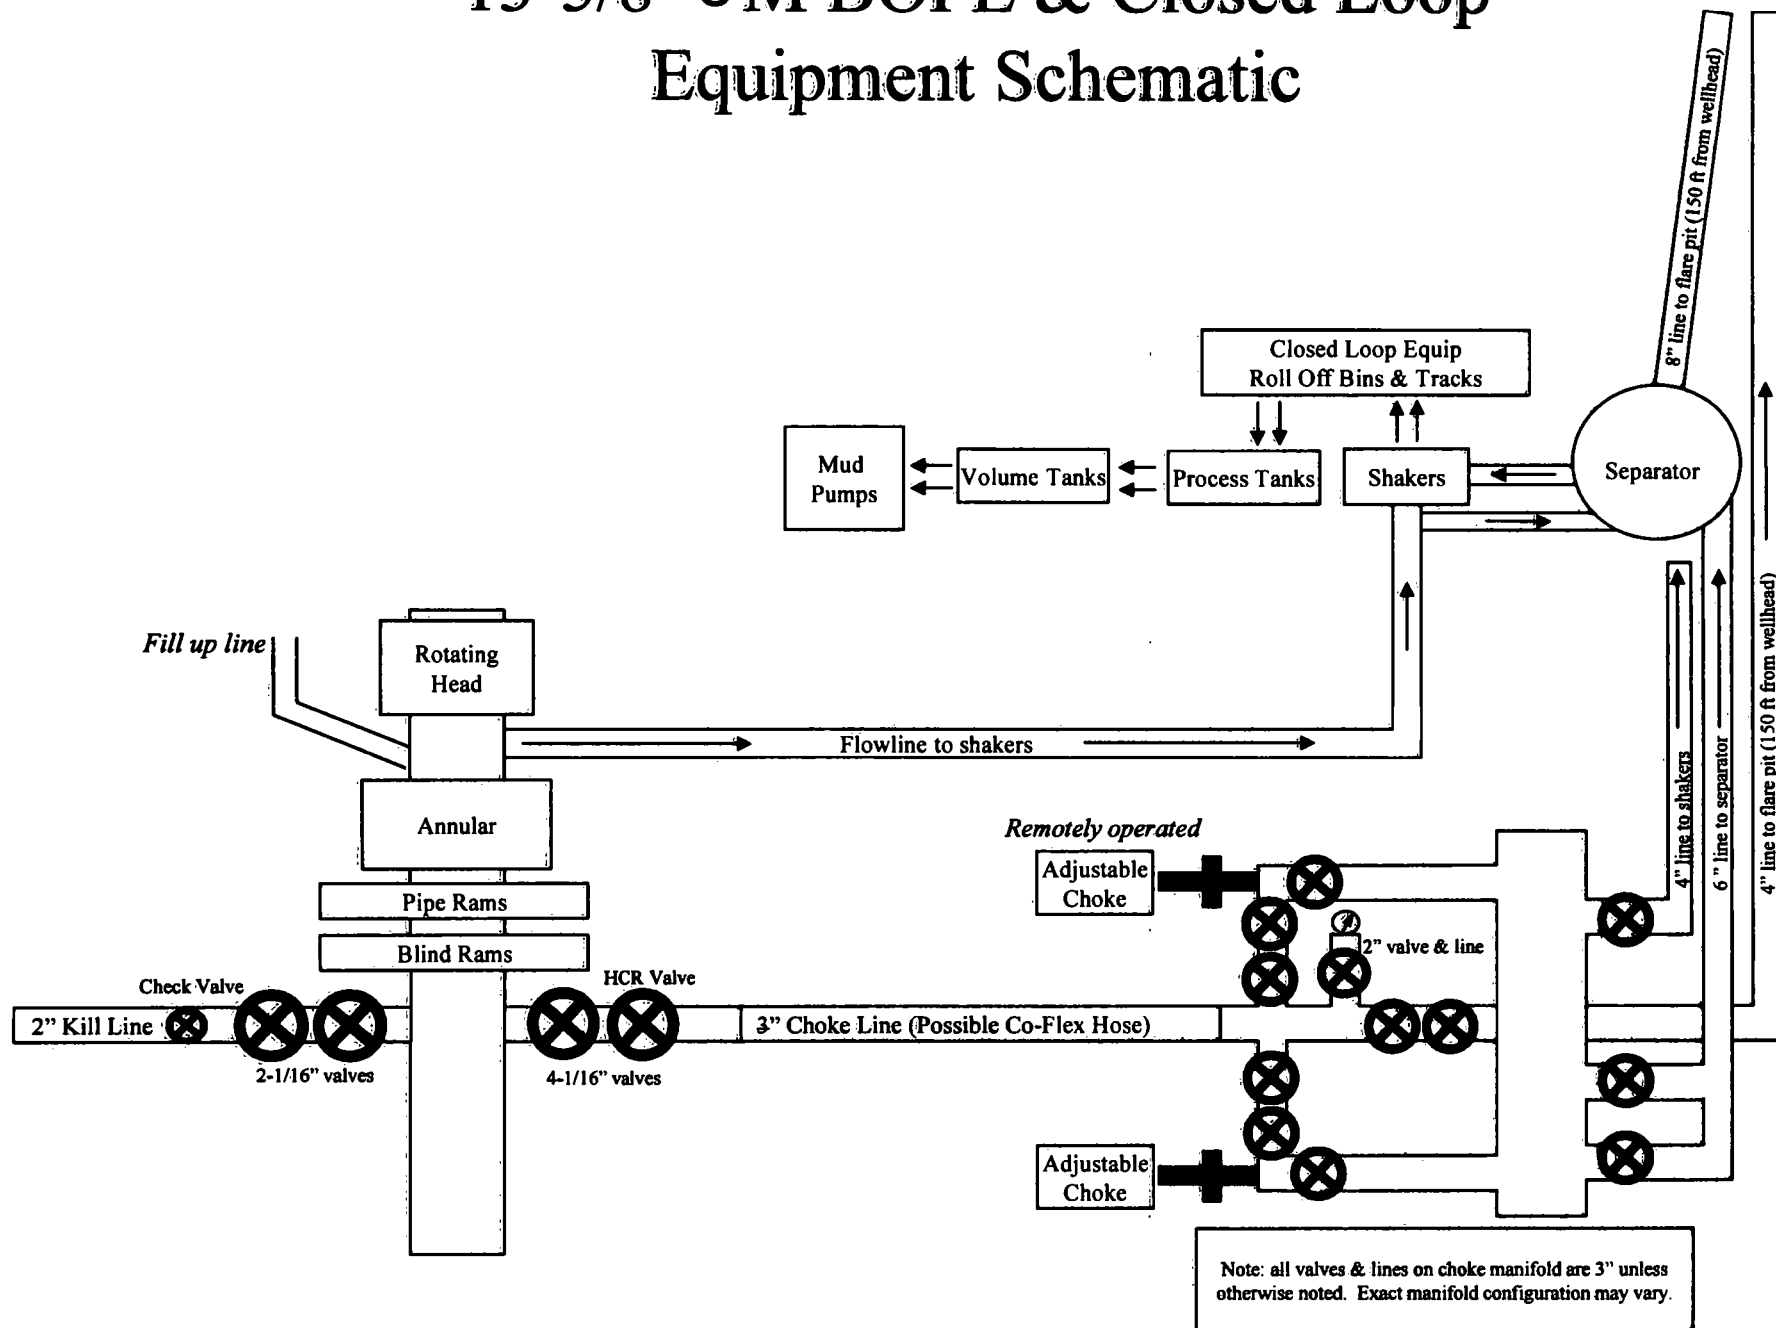 BOPE & Closed Loop
Equipment Schematic
8" line to flare pit (150 ft from wellhead)
Closed Loop Equip
Roll Off Bins & Tracks
Mud
Pumps
Volume Tanks
Process Tanks
Shakers
Separator
Fill up line
Rotating
Head
Flowline to shakers
Annular
Pipe Rams
Blind Rams
Check Valve
HCR Valve
2" Kill Line
3" Choke Line (Possible Co-Flex Hose)
2-1/16" valves
4-1/16" valves
Remotely operated
Adjustable
Choke
2" valve & line
Adjustable
Choke
4" line to shakers
6 " line to separator
4" line to flare pit (150 ft from wellhead)
Note: all valves & lines on choke manifold are 3" unless
otherwise noted.  Exact manifold configuration may vary.